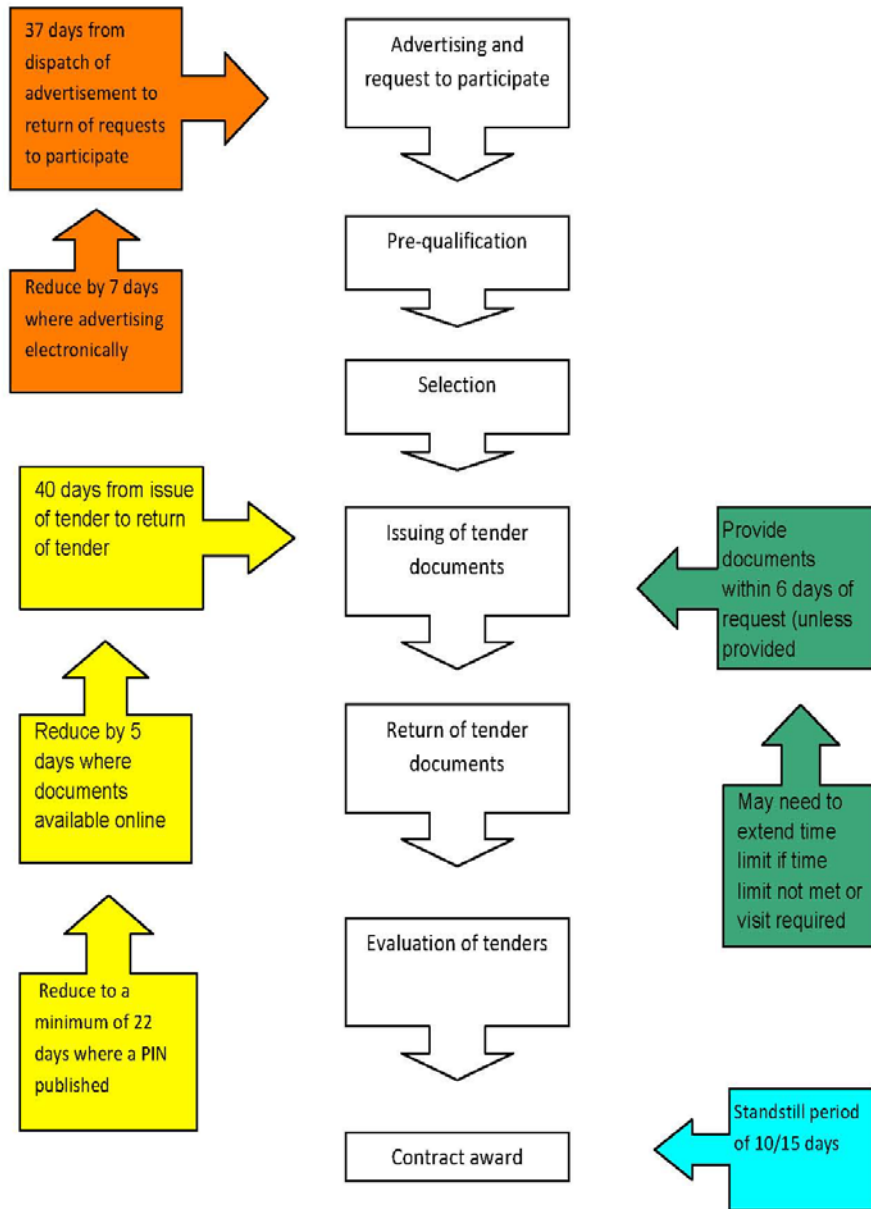 37 days from
dispatch of
advertisement to
return of requests
to participate
Advertising and
request to participate
Reduce by 7 days
where advertising
electronically
Pre-qualification
Selection
40 days from issue
of tender to return
of tender
Issuing of tender
documents
Provide
documents
within 6 days of
request (unless
provided
Reduce by 5
days where
documents
available online
Return of tender
documents
May need to
extend time
limit if time
limit not met or
visit required
Reduce to a
minimum of 22
days where a PIN
published
Evaluation of tenders
Contract award
Standstill period
of 10/15 days